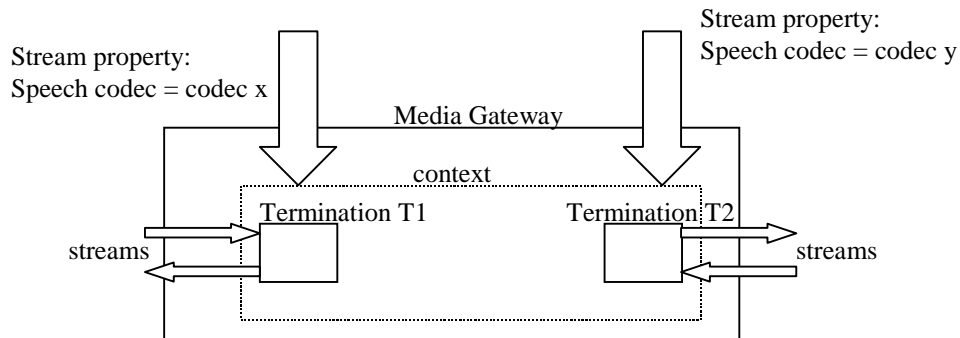 Stream property:
Speech codec = codec x
Stream property:
Speech codec = codec y
Media Gateway
context
Termination T1
Termination T2
streams
streams